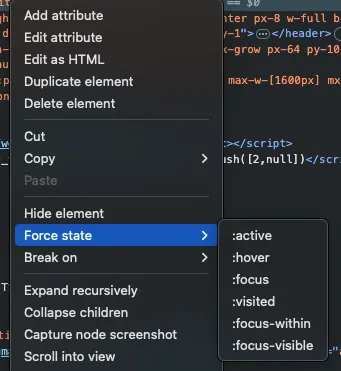 == $0
Add attribute
nter px-8 w-full b
Edit attribute
y-1"> ⋯ </header>
Edit as HTML
x-grow px-64 py-10
Duplicate element
max-w-[1600px] mx
Delete element
Cut
></script>
Copy
ush([2,null])</scri
Paste
Hide element
Force state
:active
Break on
:hover
:focus
Expand recursively
:visited
Collapse children
:focus-within
Capture node screenshot
:focus-visible
Scroll into view